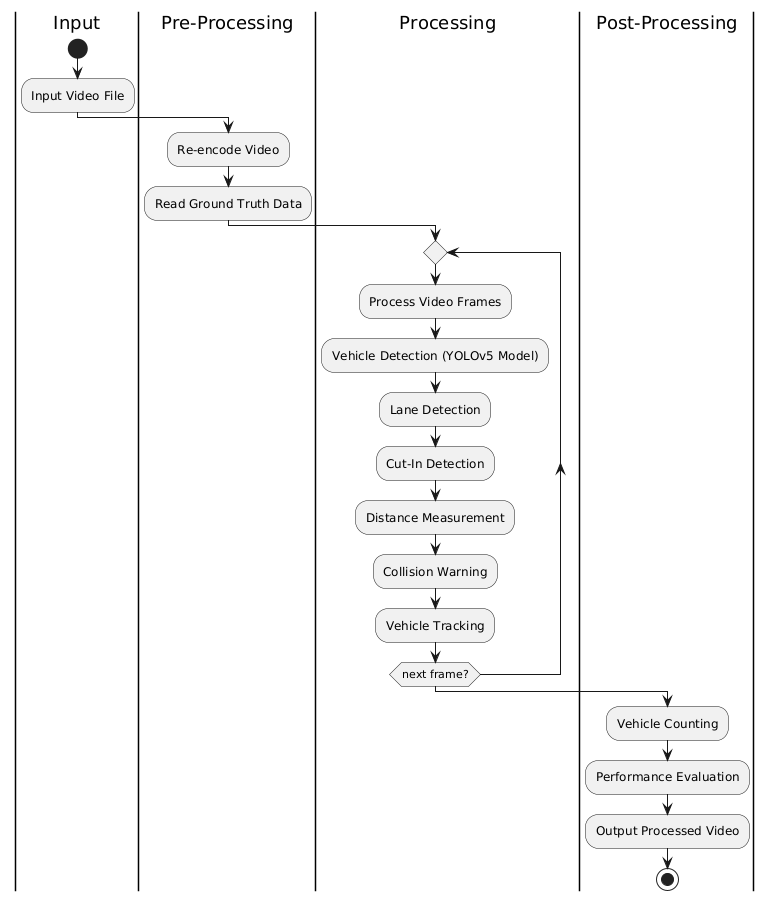 Input
Pre-Processing
Processing
Post-Processing
Input Video File
Re-encode Video
Read Ground Truth Data
Process Video Frames
Vehicle Detection (YOLOv5 Model)
Lane Detection
Cut-In Detection
Distance Measurement
Collision Warning
Vehicle Tracking
next frame?
Vehicle Counting
Performance Evaluation
Output Processed Video